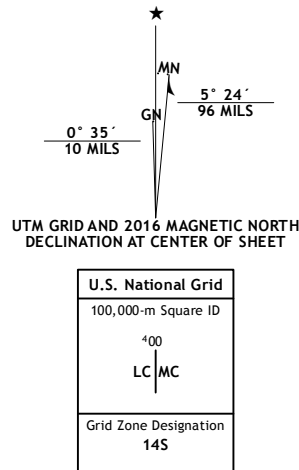 ★
MN
GN
5° 24´
96 MILS
0° 35´
10 MILS
UTM GRID AND 2016 MAGNETIC NORTH
DECLINATION AT CENTER OF SHEET
U.S. National Grid
100,000-m Square ID
⁴00
LC MC
Grid Zone Designation
14S